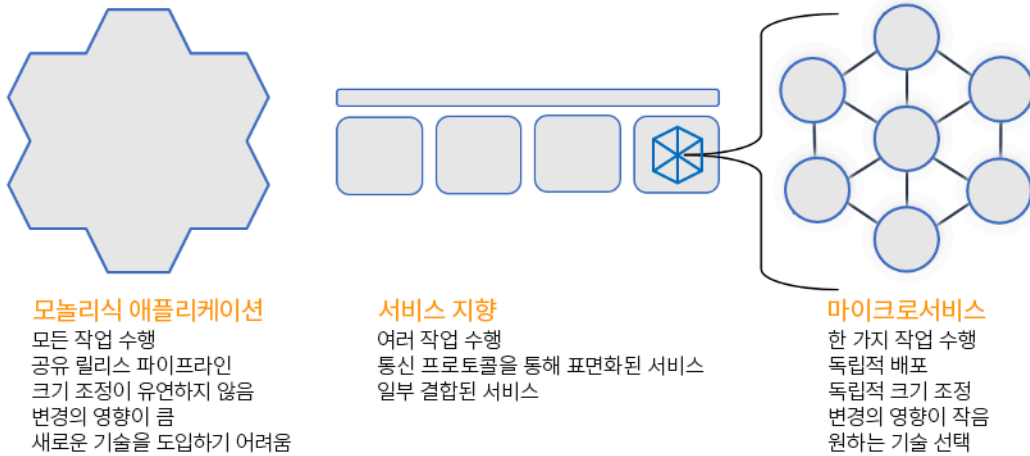 모놀리식 애플리케이션
모든 작업 수행
공유 릴리스 파이프라인
크기 조정이 유연하지 않음
변경의 영향이 큼
새로운 기술을 도입하기 어려움
서비스 지향
여러 작업 수행
통신 프로토콜을 통해 표면화된 서비스
일부 결합된 서비스
마이크로서비스
한 가지 작업 수행
독립적 배포
독립적 크기 조정
변경의 영향이 작음
원하는 기술 선택